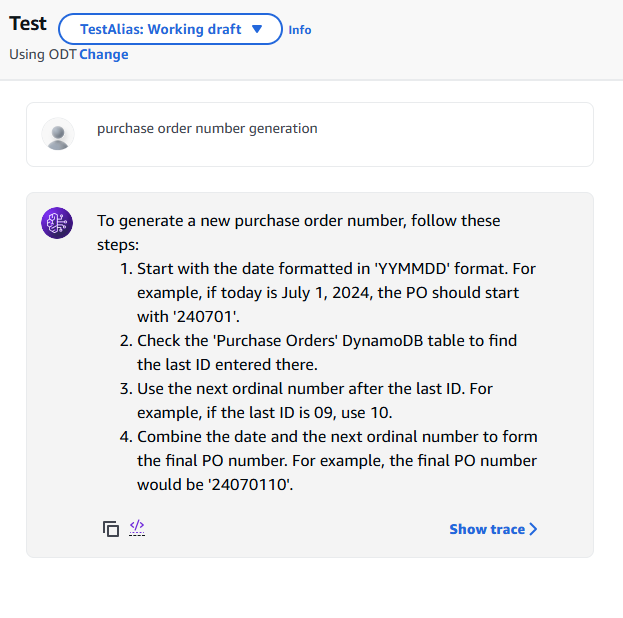 Test
TestAlias: Working draft
Info
Using ODT Change
purchase order number generation
To generate a new purchase order number, follow these
steps:
1. Start with the date formatted in 'YYMMDD' format. For
example, if today is July 1, 2024, the PO should start
with '240701'.
2. Check the 'Purchase Orders' DynamoDB table to find
the last ID entered there.
3. Use the next ordinal number after the last ID. For
example, if the last ID is 09, use 10.
4. Combine the date and the next ordinal number to form
the final PO number. For example, the final PO number
would be '24070110'.
Show trace